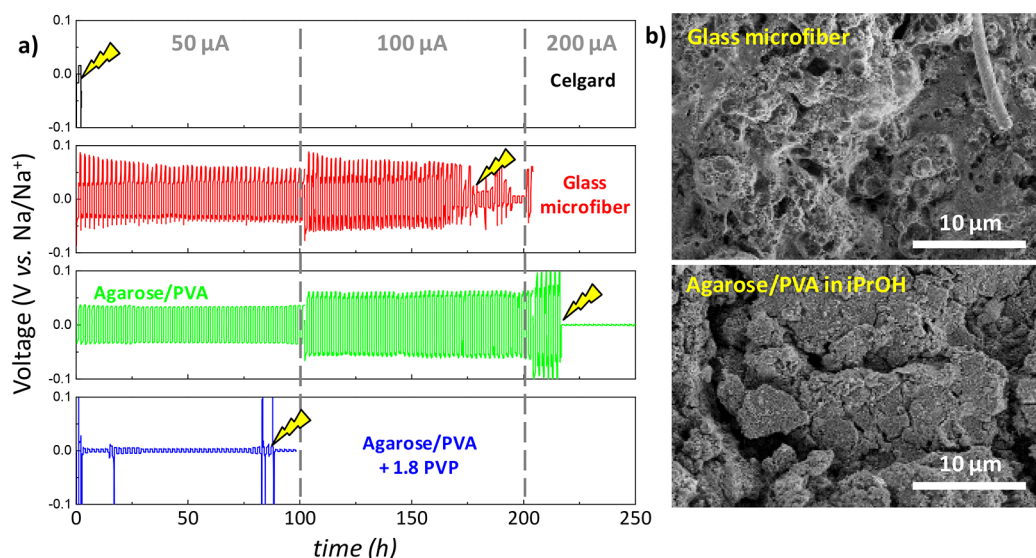 a)
50 µA
100 µA
200 µA
Celgard
Glass
microfiber
Agarose/PVA
Agarose/PVA
+ 1.8 PVP
0.1
0.0
-0.1
0.1
0.0
-0.1
0.1
0.0
-0.1
0.1
0.0
-0.1
0
50
100
150
200
250
Voltage (V vs. Na/Na⁺)
time (h)
b)
Glass microfiber
10 µm
Agarose/PVA in iPrOH
10 µm